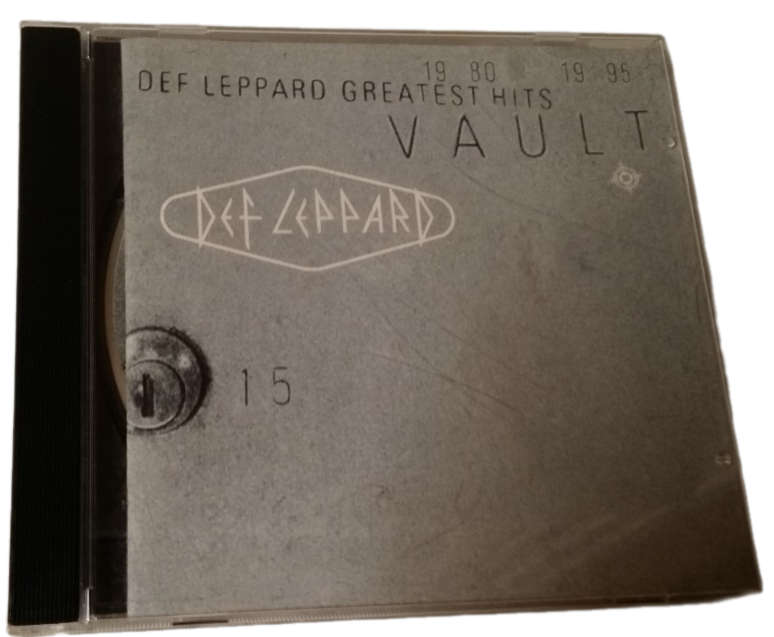 19 80 19 95
DEF LEPPARD GREATEST HITS
VAULT
DEF LEPPARD
15